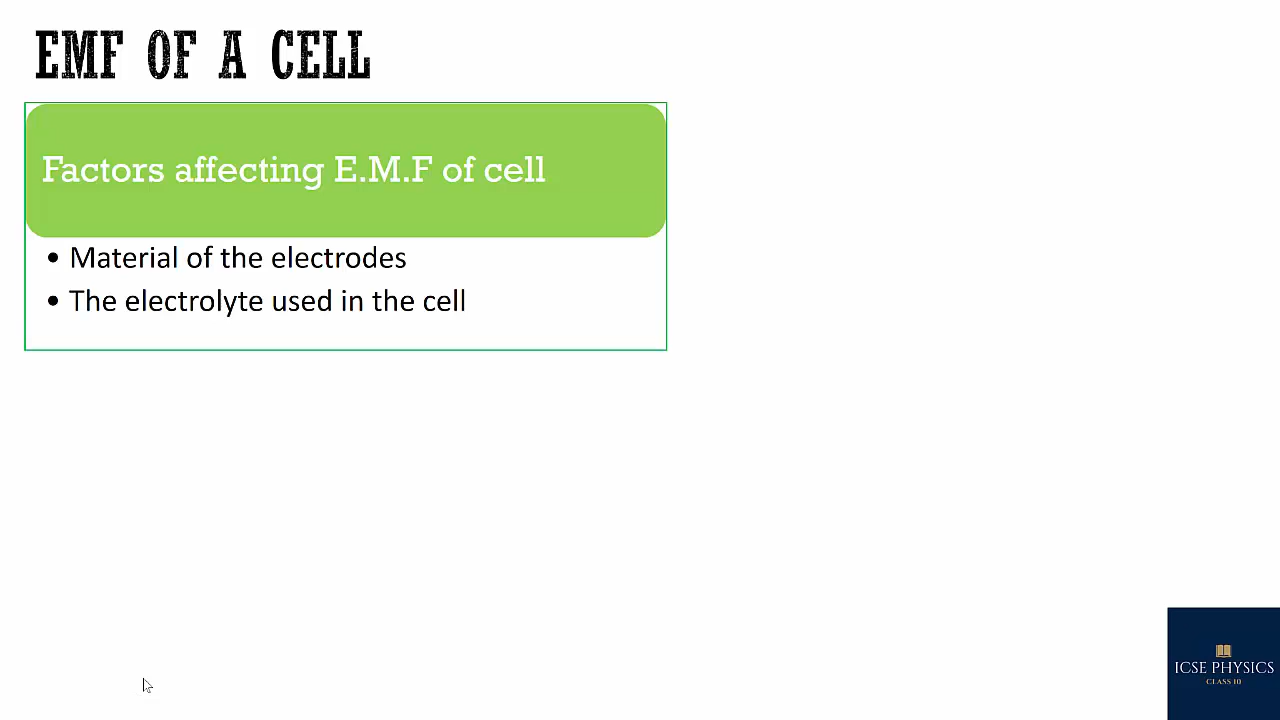 EMF OF A CELL
Factors affecting E.M.F of cell
• Material of the electrodes
• The electrolyte used in the cell
ICSE PHYSICS
CLASS 10